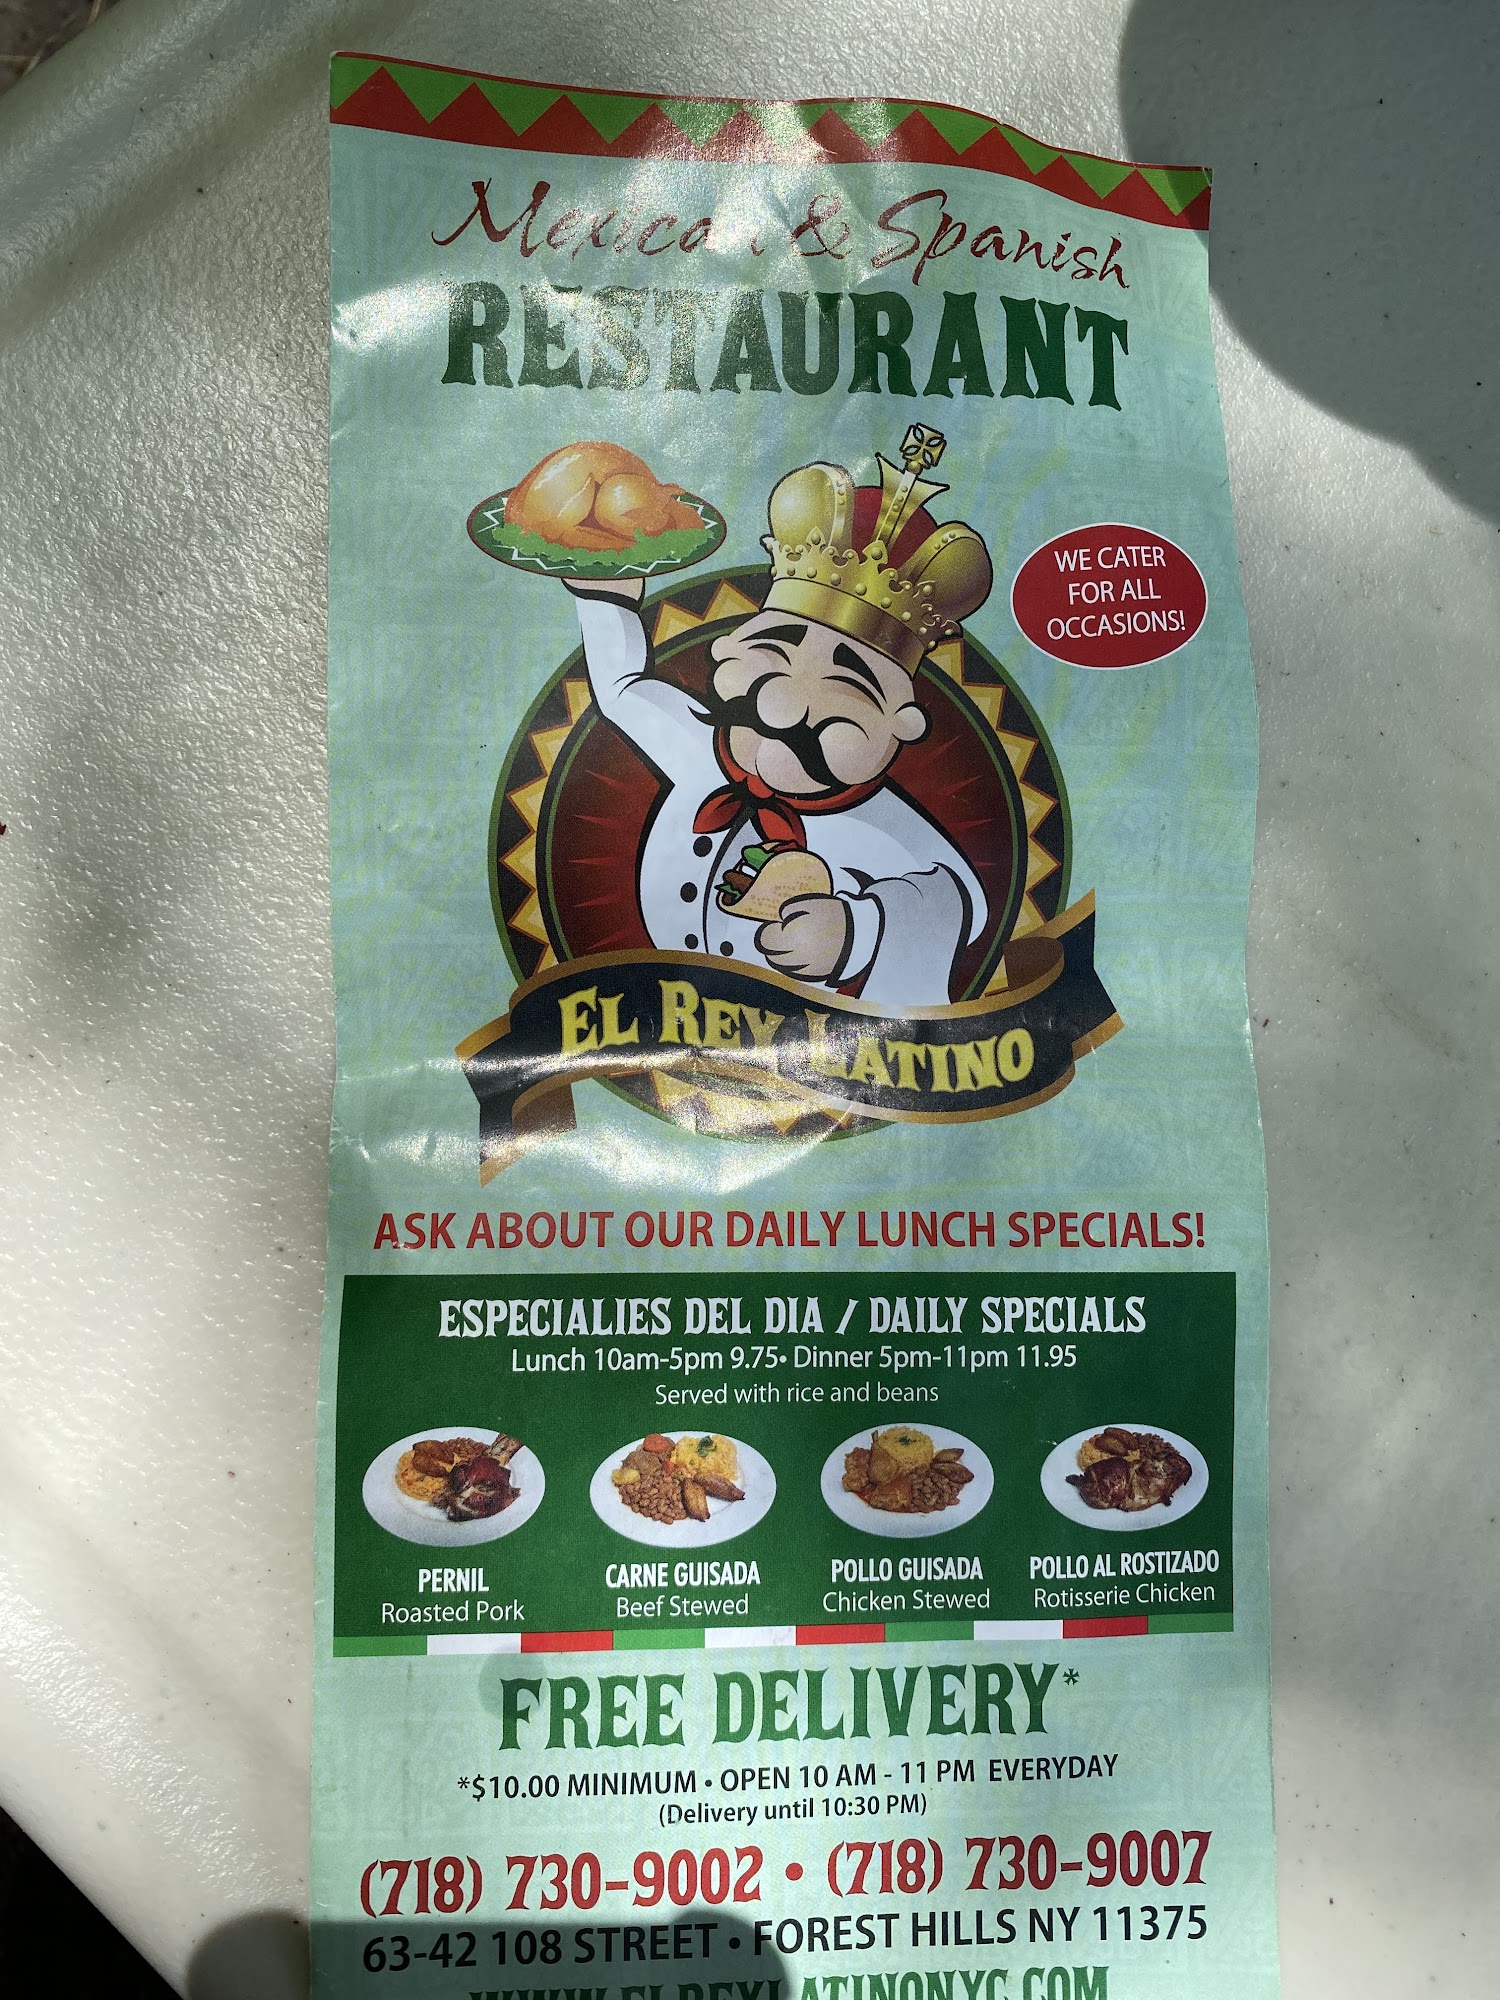 Mexican & Spanish
RESTAURANT
WE CATER
FOR ALL
OCCASIONS!
EL REY LATINO
ASK ABOUT OUR DAILY LUNCH SPECIALS!
ESPECIALIES DEL DIA / DAILY SPECIALS
Lunch 10am-5pm 9.75• Dinner 5pm-11pm 11.95
Served with rice and beans
PERNIL
Roasted Pork
CARNE GUISADA
Beef Stewed
POLLO GUISADA
Chicken Stewed
POLLO AL ROSTIZADO
Rotisserie Chicken
FREE DELIVERY*
*$10.00 MINIMUM • OPEN 10 AM - 11 PM EVERYDAY
(Delivery until 10:30 PM)
(718) 730-9002 • (718) 730-9007
63-42 108 STREET • FOREST HILLS NY 11375
WWW.ELREYLATINONYC.COM